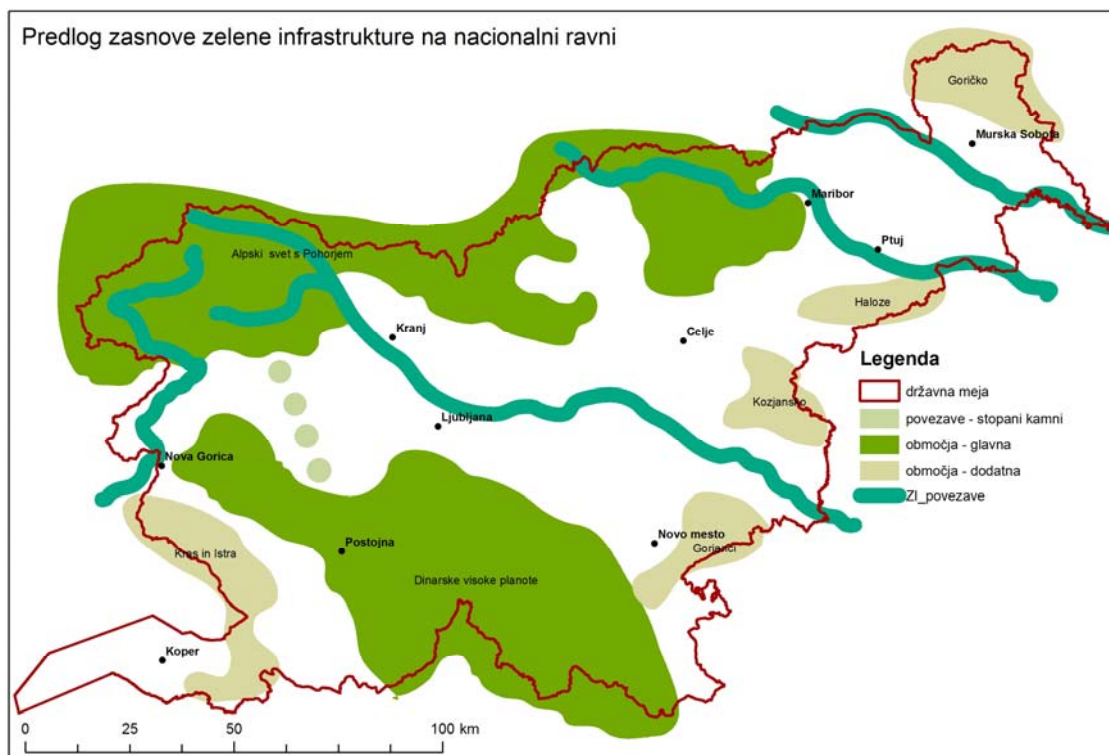 Predlog zasnove zelene infrastrukture na nacionalni ravni
Goričko
Murska Sobota
Maribor
Alpski svet s Pohorjem
Ptuj
Haloze
Kranj
Celje
Legenda
državna meja
povezave - stopani kamni
območja - glavna
območja - dodatna
ZI_povezave
Kozjansko
Ljubljana
Nova Gorica
Novo mesto
Gorjanci
Postojna
Kras in Istra
Dinarske visoke planote
Koper
0 25 50 100 km